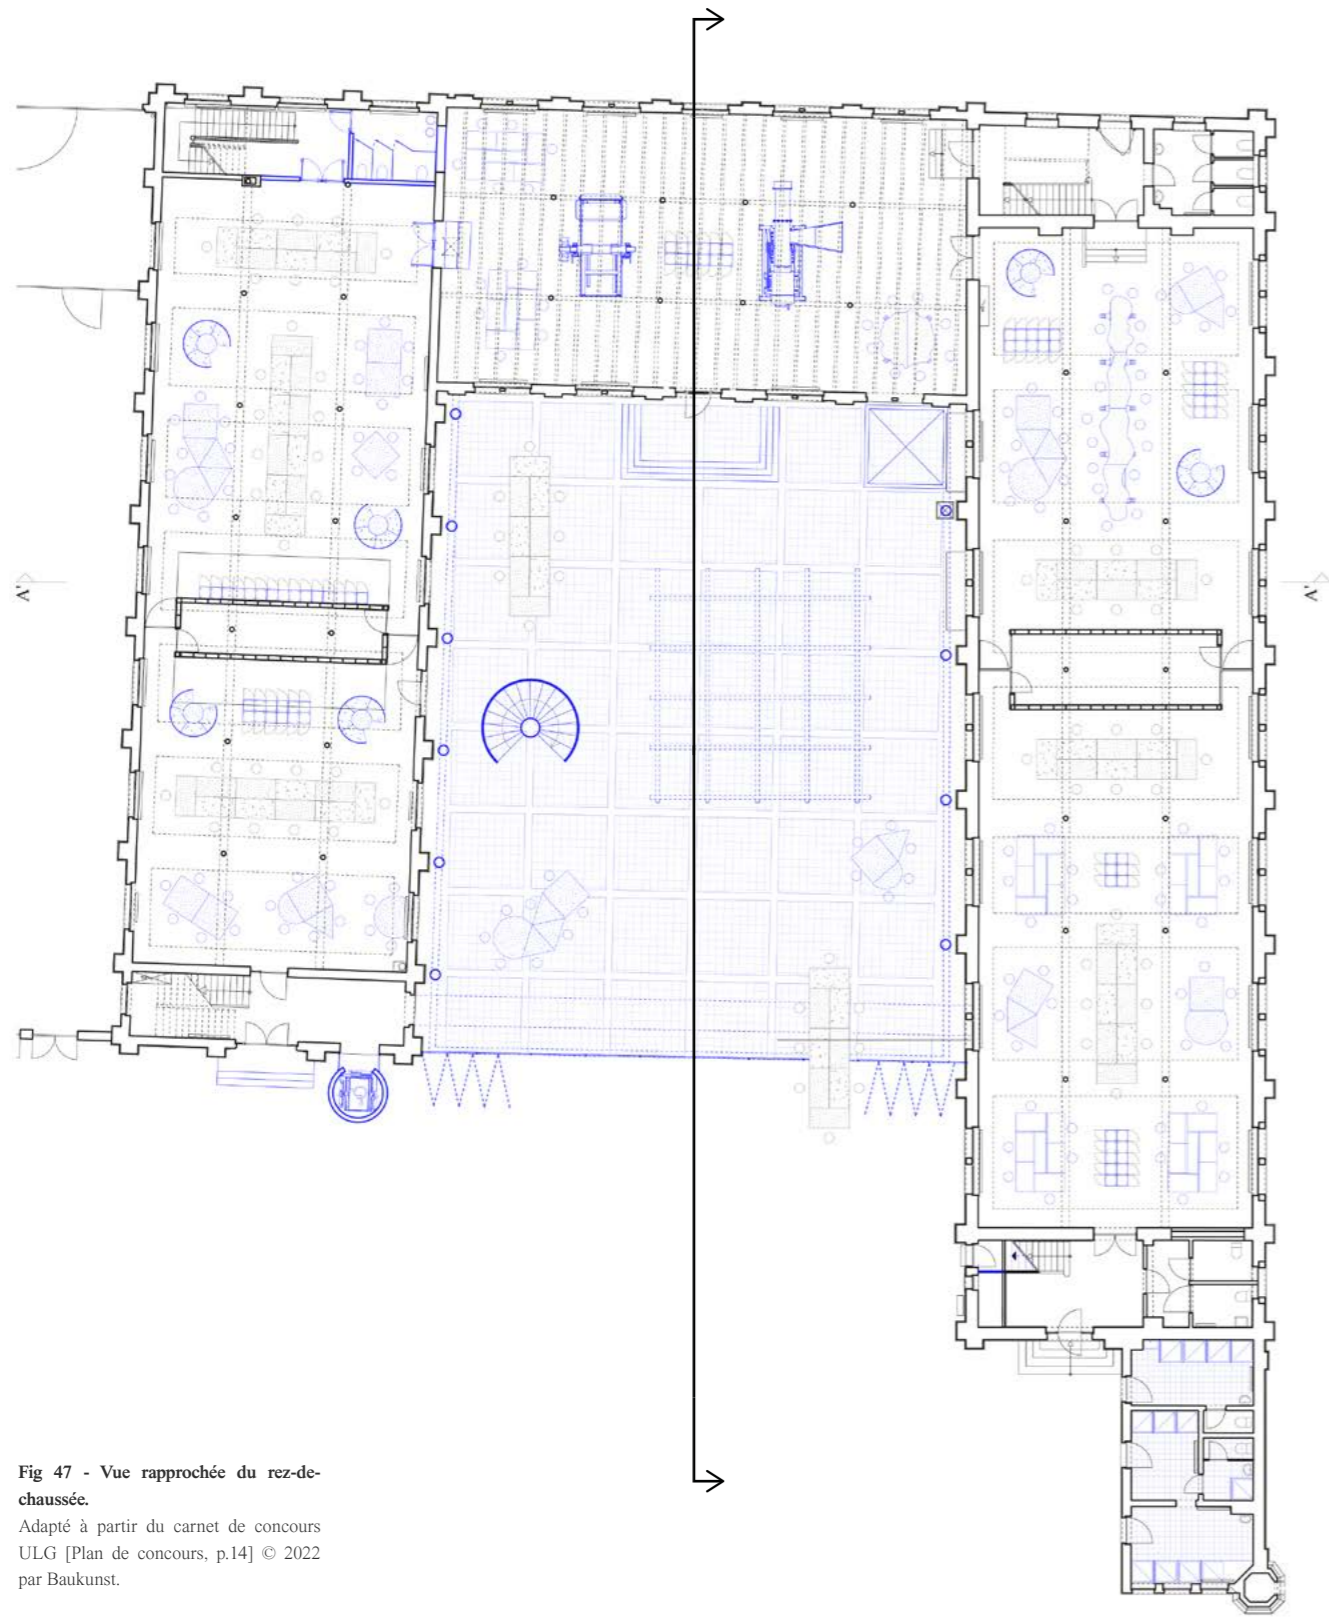 A'
A'
Fig 47 - Vue rapprochée du rez-de-
chaussée.
Adapté à partir du carnet de concours
ULG [Plan de concours, p.14] © 2022
par Baukunst.